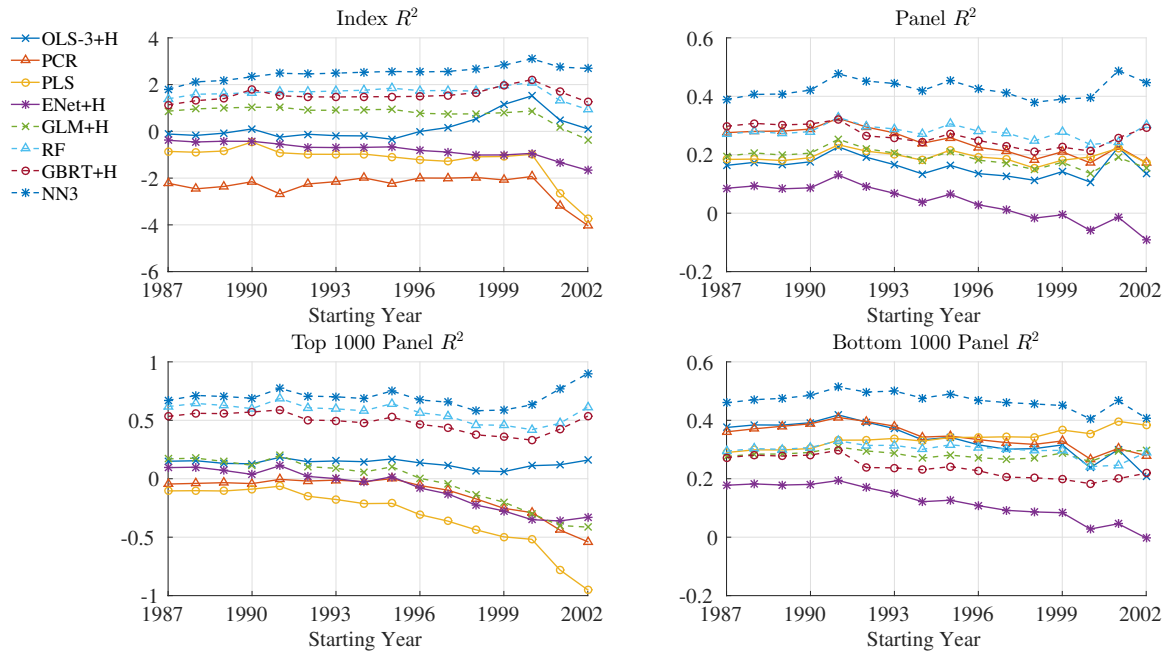 OLS-3+H
PCR
PLS
ENet+H
GLM+H
RF
GBRT+H
NN3
Index R²
4
2
0
-2
-4
-6
1987 1990 1993 1996 1999 2002
Starting Year
Panel R²
0.6
0.4
0.2
0
-0.2
1987 1990 1993 1996 1999 2002
Starting Year
Top 1000 Panel R²
1
0.5
0
-0.5
-1
1987 1990 1993 1996 1999 2002
Starting Year
Bottom 1000 Panel R²
0.6
0.4
0.2
0
-0.2
1987 1990 1993 1996 1999 2002
Starting Year